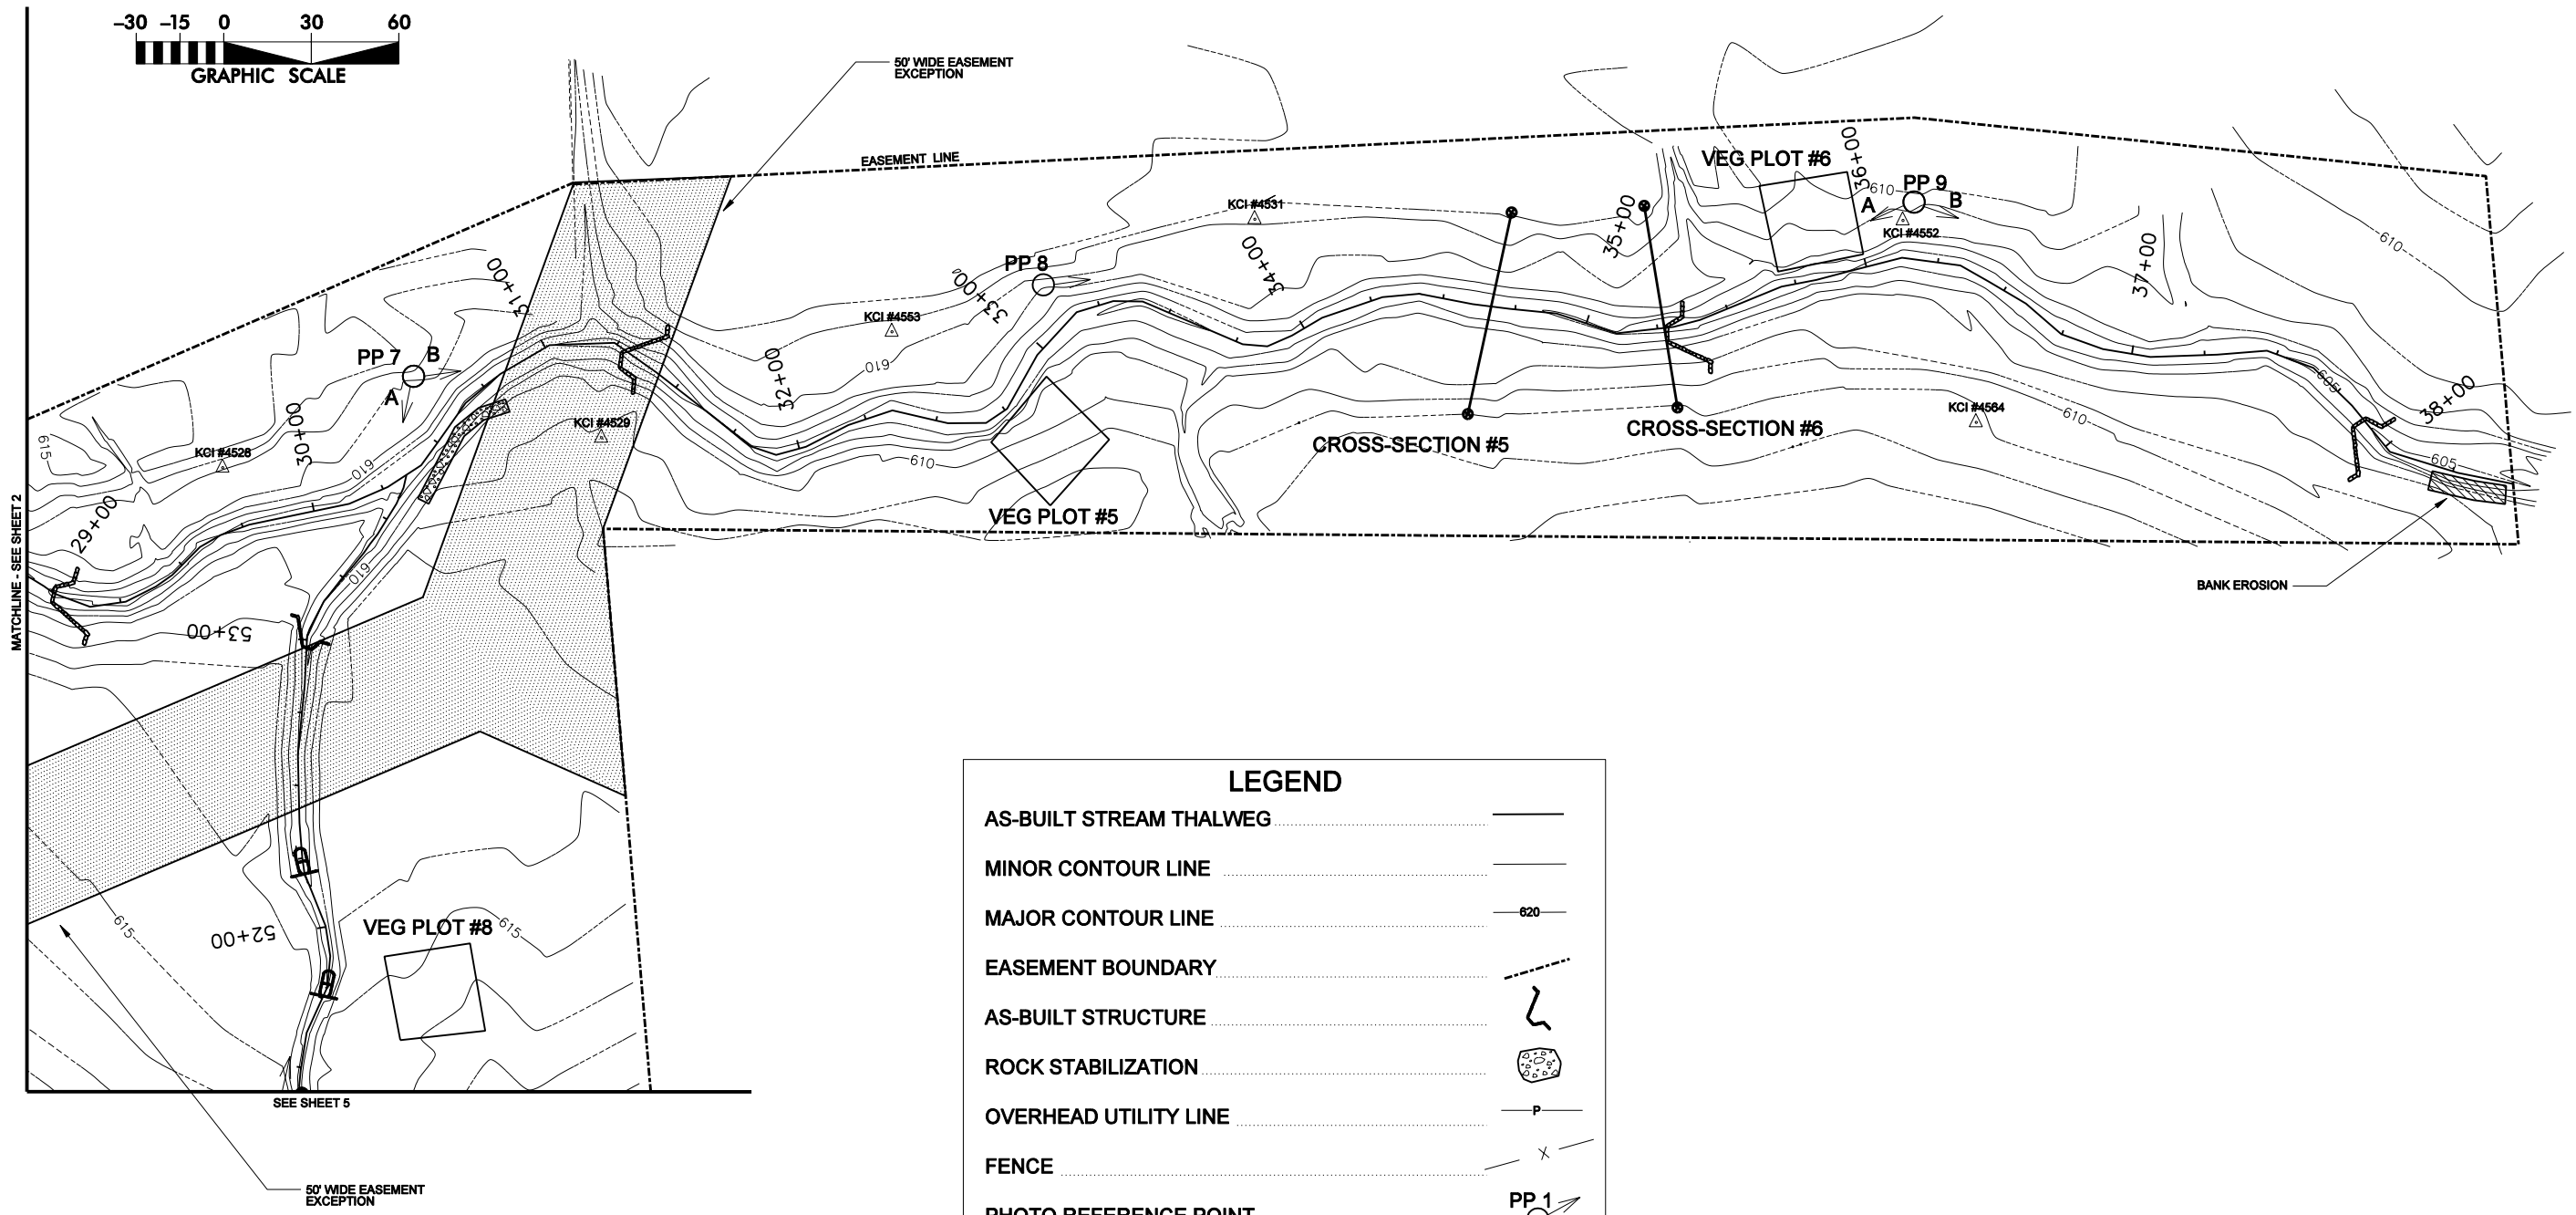 –30 –15 0 30 60
GRAPHIC SCALE
50' WIDE EASEMENT
EXCEPTION
EASEMENT LINE
VEG PLOT #6
36+00
610
PP 9
A
B
KCI #4552
KCI #4531
35+00
34+00
37+00
610
31+00
PP 8
33+00
KCI #4553
610
32+00
PP 7
B
A
605
38+00
KCI #4529
30+00
KCI #4564
610
CROSS-SECTION #6
CROSS-SECTION #5
615
KCI #4528
610
610
605
29+00
VEG PLOT #5
MATCHLINE - SEE SHEET 2
610
BANK EROSION
53+00
LEGEND
AS-BUILT STREAM THALWEG
MINOR CONTOUR LINE
MAJOR CONTOUR LINE 620
EASEMENT BOUNDARY
AS-BUILT STRUCTURE
ROCK STABILIZATION
OVERHEAD UTILITY LINE P
FENCE X
PHOTO REFERENCE POINT PP 1
615
52+00
VEG PLOT #8
615
SEE SHEET 5
50' WIDE EASEMENT
EXCEPTION